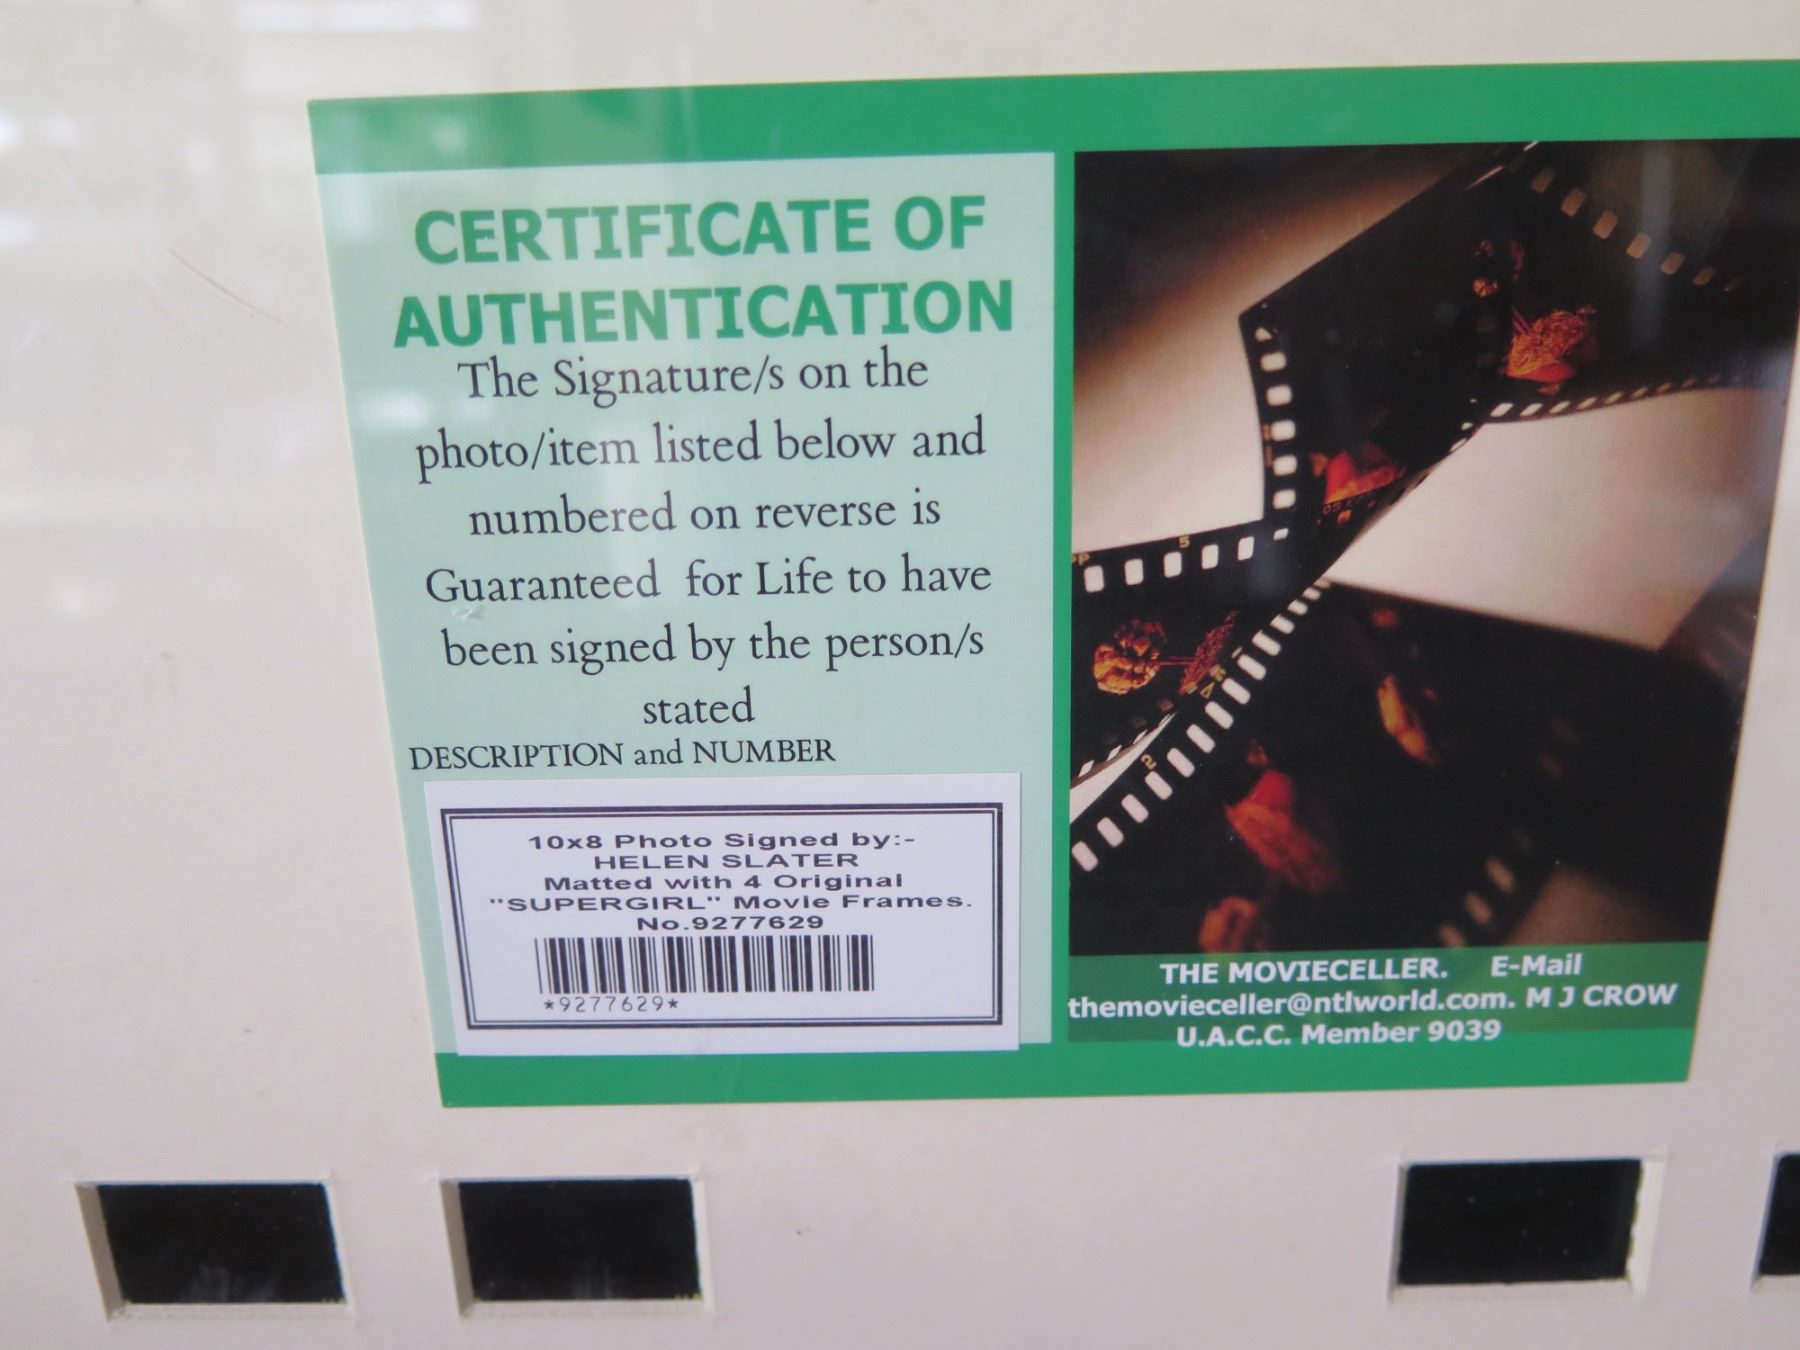 CERTIFICATE OF
AUTHENTICATION
The Signature/s on the
photo/item listed below and
numbered on reverse is
Guaranteed for Life to have
been signed by the person/s
stated
DESCRIPTION and NUMBER
10x8 Photo Signed by:-
HELEN SLATER
Matted with 4 Original
"SUPERGIRL" Movie Frames.
No.9277629
*9277629*
5
2
THE MOVIECELLER. E-Mail
themovieceller@ntlworld.com. M J CROW
U.A.C.C. Member 9039